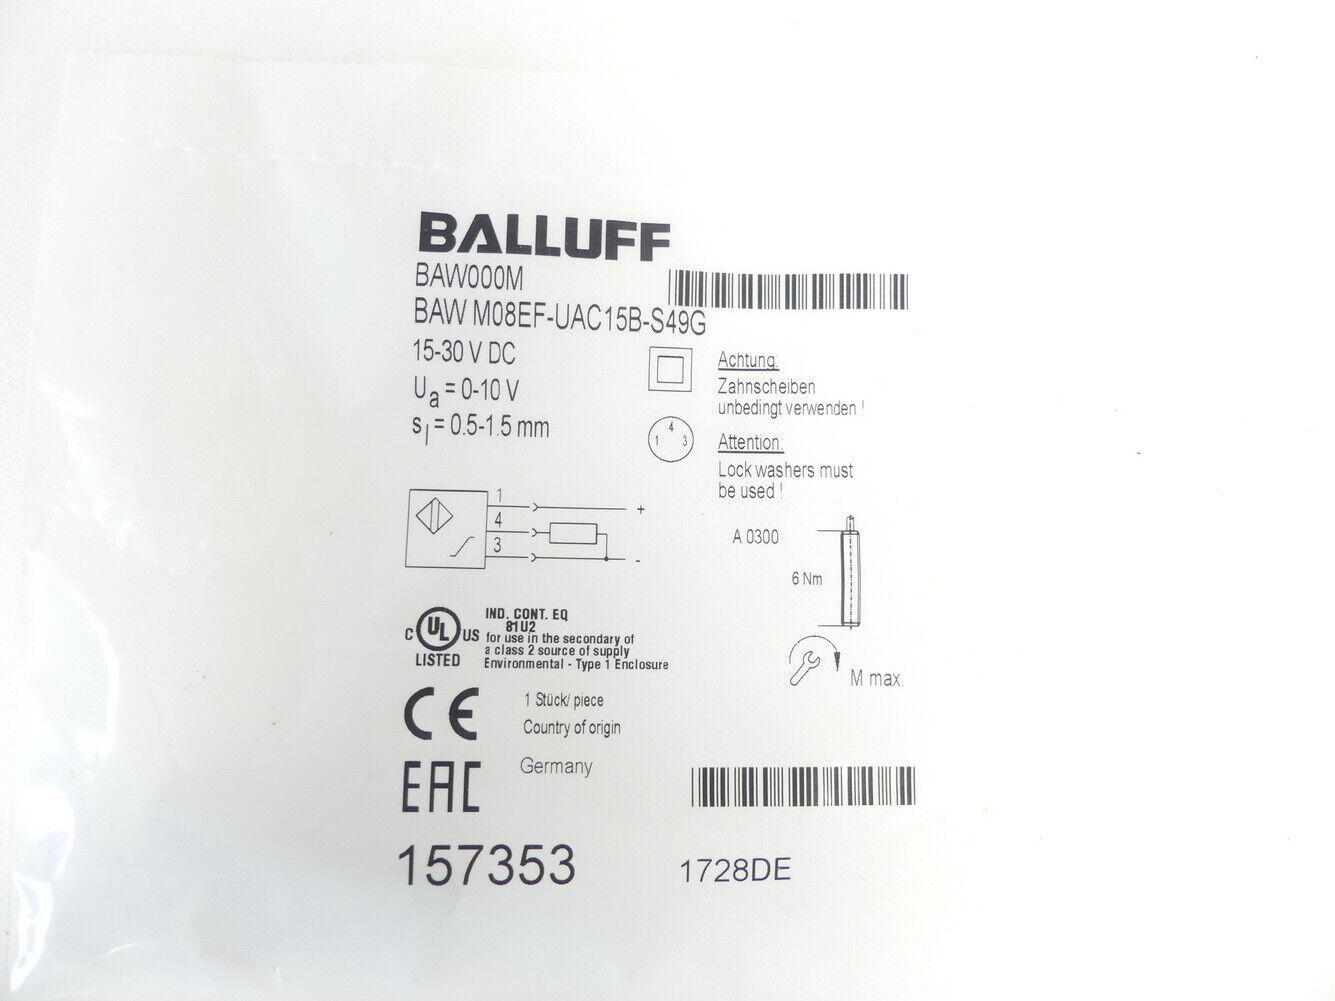 BALLUFF
BAW000M
BAW M08EF-UAC15B-S49G
15-30 V DC
Ua = 0-10 V
sl = 0.5-1.5 mm
Achtung:
Zahnscheiben
unbedingt verwenden !
1 4 3
Attention:
Lock washers must
be used !
1
+
4
3
-
A 0300
6 Nm
M max.
C UL US
LISTED
IND. CONT. EQ
81U2
for use in the secondary of
a class 2 source of supply
Environmental - Type 1 Enclosure
CE
1 Stück/ piece
Country of origin
Germany
EAC
157353
1728DE